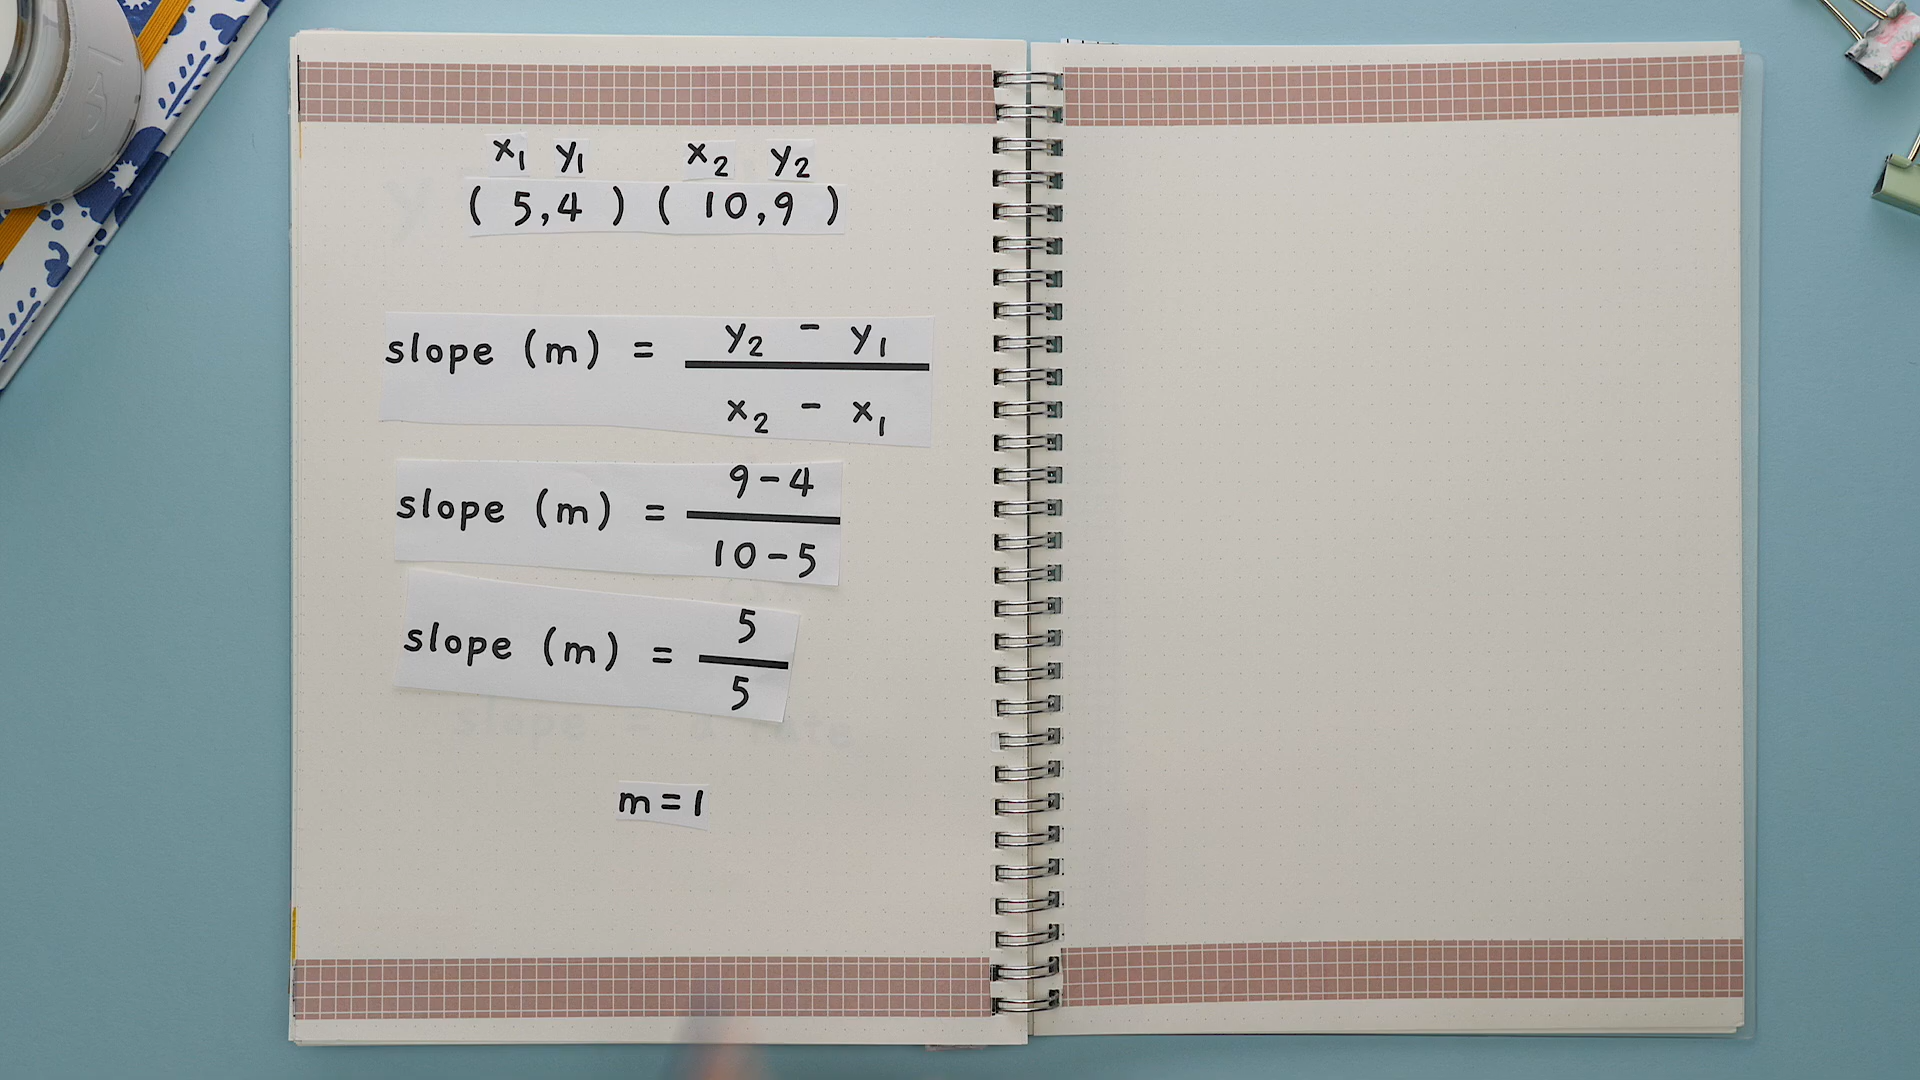 x₁ y₁ x₂ y₂
( 5,4 ) ( 10,9 )
slope (m) = y₂ - y₁ / x₂ - x₁
slope (m) = 9-4 / 10-5
slope (m) = 5 / 5
m=1